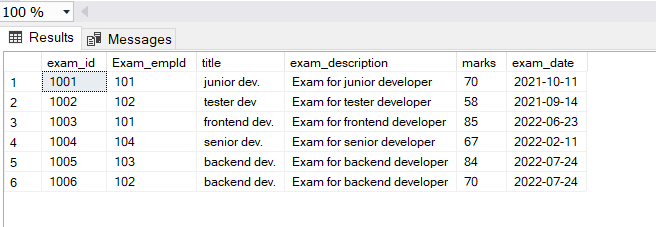 100 %
Results Messages
exam_id Exam_empId title exam_description marks exam_date
1 1001 101 junior dev. Exam for junior developer 70 2021-10-11
2 1002 102 tester dev Exam for tester developer 58 2021-09-14
3 1003 101 frontend dev. Exam for frontend developer 85 2022-06-23
4 1004 104 senior dev. Exam for senior developer 67 2022-02-11
5 1005 103 backend dev. Exam for backend developer 84 2022-07-24
6 1006 102 backend dev. Exam for backend developer 70 2022-07-24